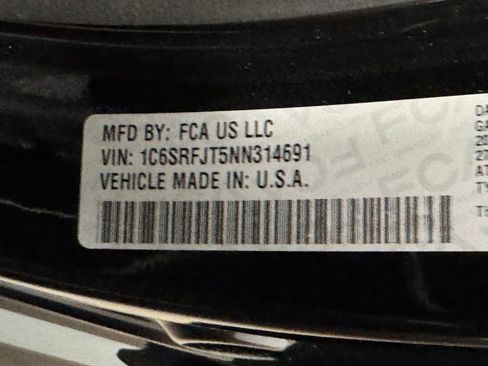 MFD BY: FCA US LLC
VIN: 1C6SRFJT5NN314691
VEHICLE MADE IN: U.S.A.